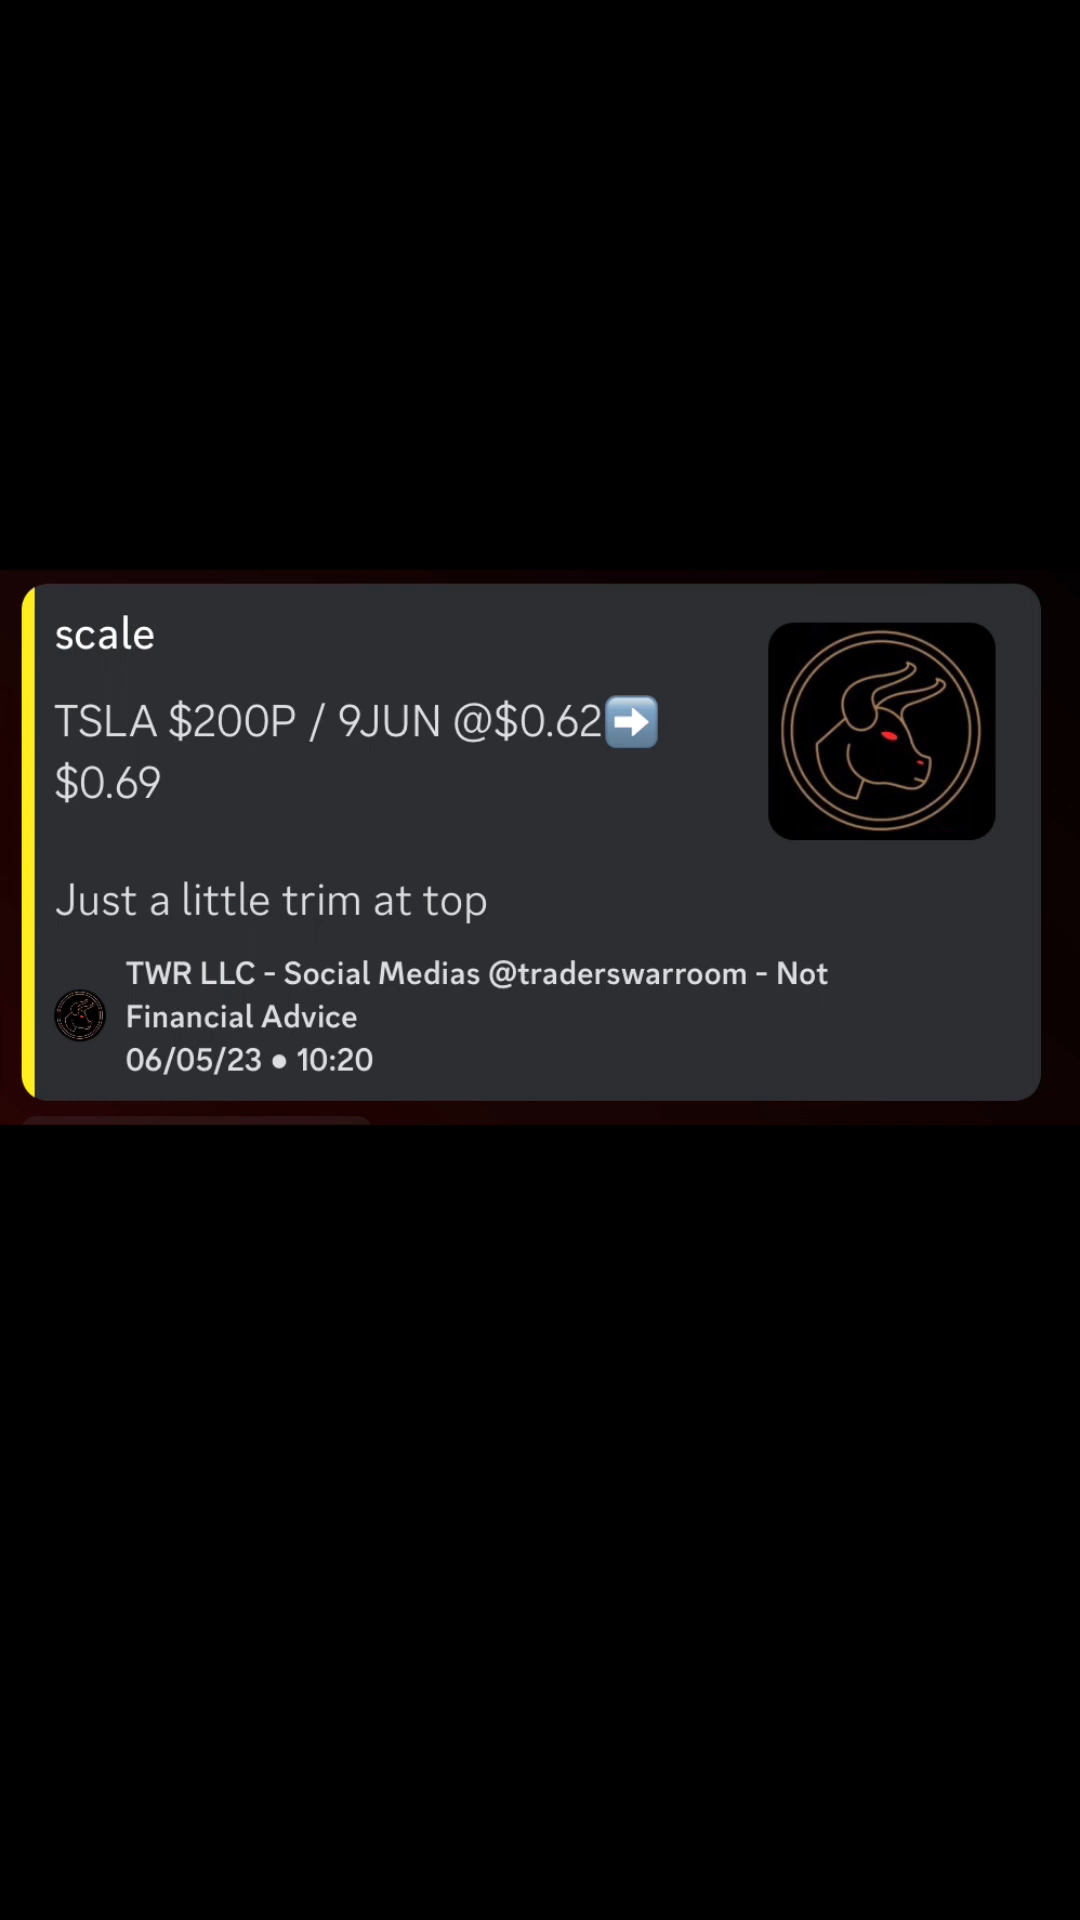 scale
TSLA $200P / 9JUN @$0.62➡️
$0.69
Just a little trim at top
TWR LLC - Social Medias @traderswarroom - Not
Financial Advice
06/05/23 • 10:20